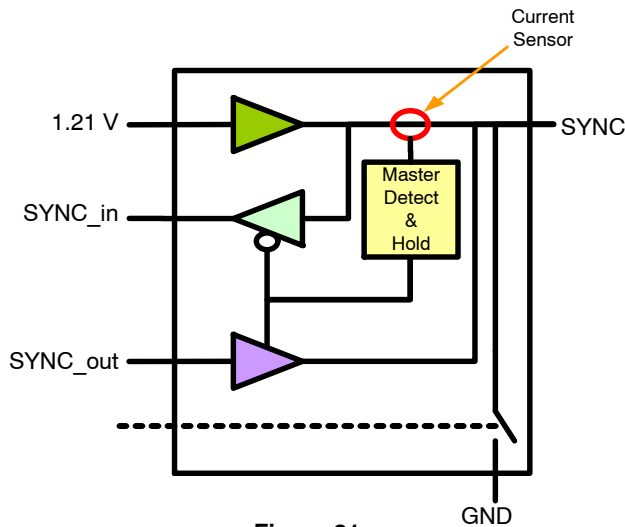 Current
Sensor
1.21 V
SYNC
Master
Detect
&
Hold
SYNC_in
SYNC_out
GND